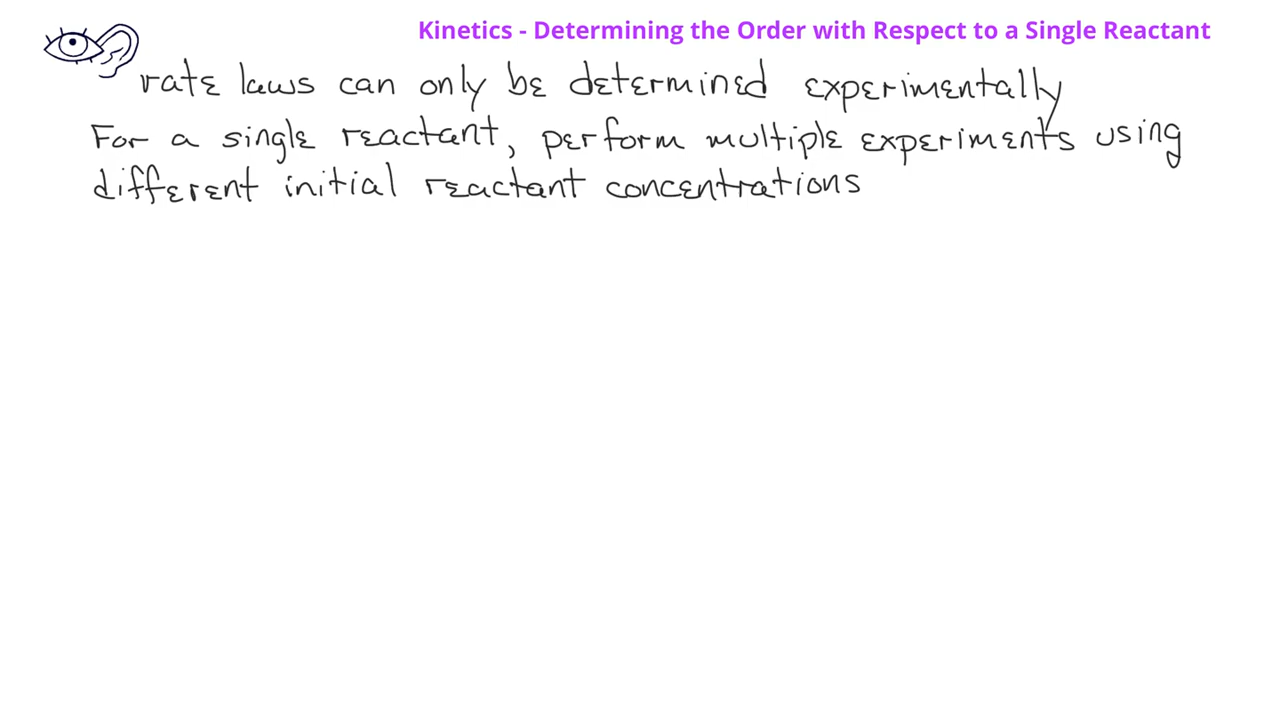 Kinetics - Determining the Order with Respect to a Single Reactant
rate laws can only be determined experimentally
For a single reactant, perform multiple experiments using
different initial reactant concentrations